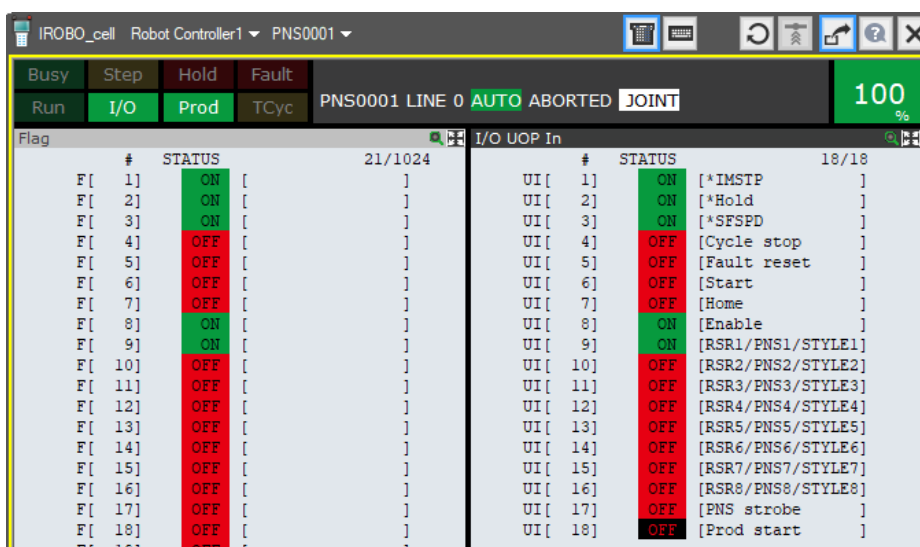 IROBO_cell Robot Controller1 PNS0001
Busy Step Hold Fault
Run I/O Prod TCyc
PNS0001 LINE 0 AUTO ABORTED JOINT
100 %
Flag
# STATUS 21/1024
F[ 1] ON [ ]
F[ 2] ON [ ]
F[ 3] ON [ ]
F[ 4] OFF [ ]
F[ 5] OFF [ ]
F[ 6] OFF [ ]
F[ 7] OFF [ ]
F[ 8] ON [ ]
F[ 9] ON [ ]
F[ 10] OFF [ ]
F[ 11] OFF [ ]
F[ 12] OFF [ ]
F[ 13] OFF [ ]
F[ 14] OFF [ ]
F[ 15] OFF [ ]
F[ 16] OFF [ ]
F[ 17] OFF [ ]
F[ 18] OFF [ ]
I/O UOP In
# STATUS 18/18
UI[ 1] ON [*IMSTP ]
UI[ 2] ON [*Hold ]
UI[ 3] ON [*SFSPD ]
UI[ 4] OFF [Cycle stop ]
UI[ 5] OFF [Fault reset ]
UI[ 6] OFF [Start ]
UI[ 7] OFF [Home ]
UI[ 8] ON [Enable ]
UI[ 9] ON [RSR1/PNS1/STYLE1]
UI[ 10] OFF [RSR2/PNS2/STYLE2]
UI[ 11] OFF [RSR3/PNS3/STYLE3]
UI[ 12] OFF [RSR4/PNS4/STYLE4]
UI[ 13] OFF [RSR5/PNS5/STYLE5]
UI[ 14] OFF [RSR6/PNS6/STYLE6]
UI[ 15] OFF [RSR7/PNS7/STYLE7]
UI[ 16] OFF [RSR8/PNS8/STYLE8]
UI[ 17] OFF [PNS strobe ]
UI[ 18] OFF [Prod start ]